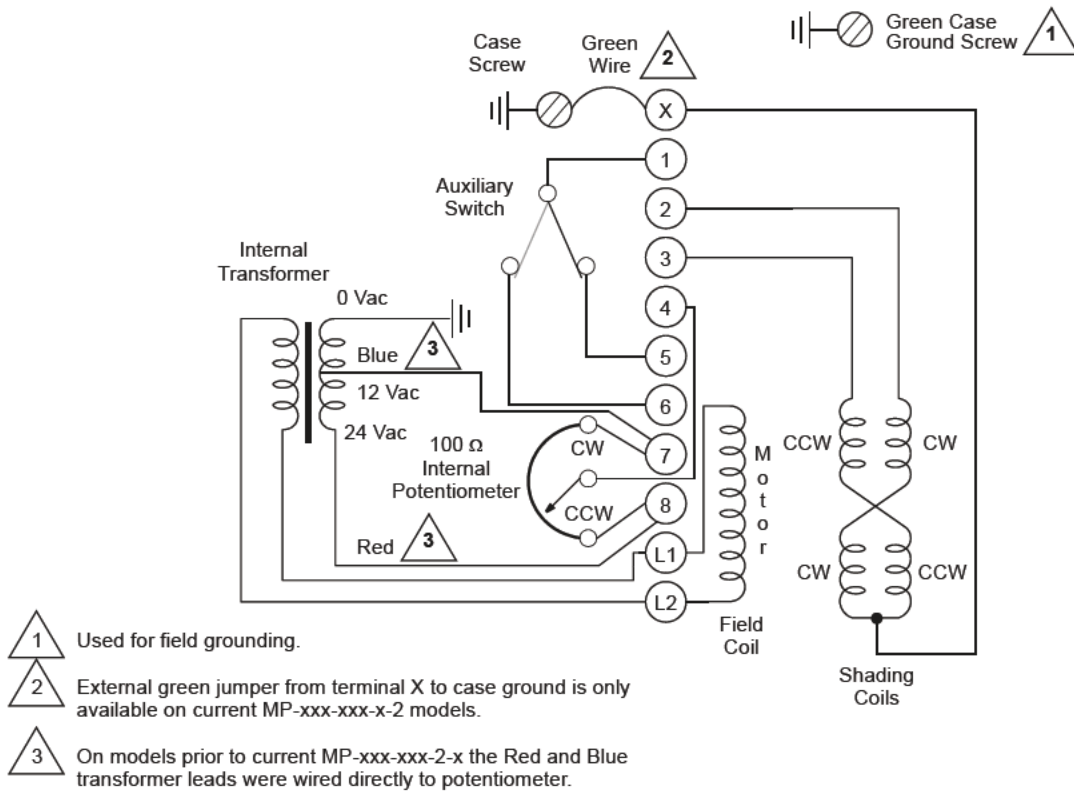 Case
Screw
Green
Wire
2
Green Case
Ground Screw
1
X
1
Auxiliary
Switch
2
3
Internal
Transformer
0 Vac
4
Blue
3
5
12 Vac
6
24 Vac
100 Ω
Internal
Potentiometer
CW
7
CCW
8
Red
3
L1
L2
Motor
Field
Coil
CCW
CW
CW
CCW
Shading
Coils
1
Used for field grounding.
2
External green jumper from terminal X to case ground is only
available on current MP-xxx-xxx-x-2 models.
3
On models prior to current MP-xxx-xxx-2-x the Red and Blue
transformer leads were wired directly to potentiometer.